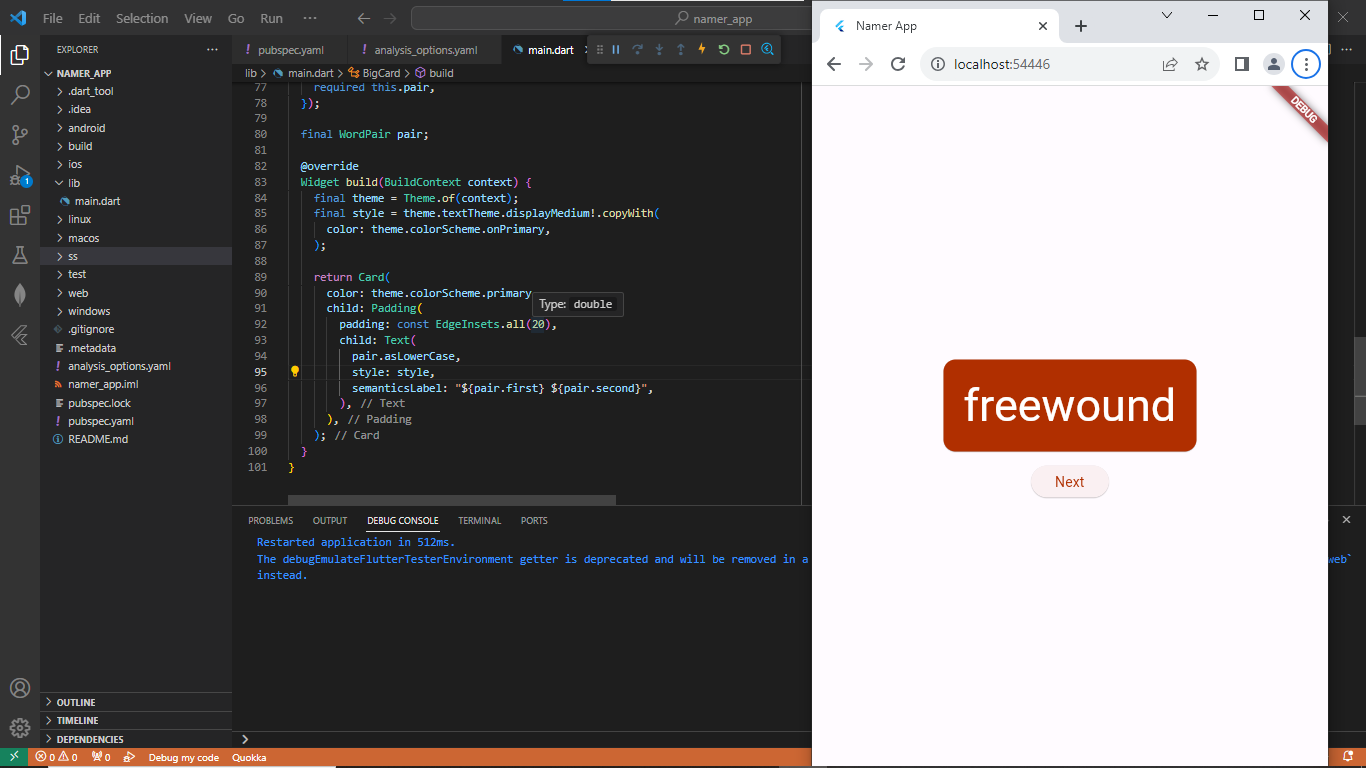 File Edit Selection View Go Run ···
namer_app
EXPLORER
NAMER_APP
.dart_tool
.idea
android
build
ios
lib
main.dart
linux
macos
ss
test
web
windows
.gitignore
.metadata
analysis_options.yaml
namer_app.iml
pubspec.lock
pubspec.yaml
README.md
OUTLINE
TIMELINE
DEPENDENCIES
1
pubspec.yaml analysis_options.yaml main.dart
lib > main.dart > BigCard > build
77 required this.pair,
78 });
79
80 final WordPair pair;
81
82 @override
83 Widget build(BuildContext context) {
84 final theme = Theme.of(context);
85 final style = theme.textTheme.displayMedium!.copyWith(
86 color: theme.colorScheme.onPrimary,
87 );
88
89 return Card(
90 color: theme.colorScheme.primary
91 child: Padding(
Type: double
92 padding: const EdgeInsets.all(20),
93 child: Text(
94 pair.asLowerCase,
95 style: style,
96 semanticsLabel: "${pair.first} ${pair.second}",
97 ), // Text
98 ), // Padding
99 ); // Card
100 }
101 }
PROBLEMS OUTPUT DEBUG CONSOLE TERMINAL PORTS
Restarted application in 512ms.
The debugEmulateFlutterTesterEnvironment getter is deprecated and will be removed in a
web`
instead.
0 0 0 Debug my code Quokka
Namer App
localhost:54446
DEBUG
freewound
Next